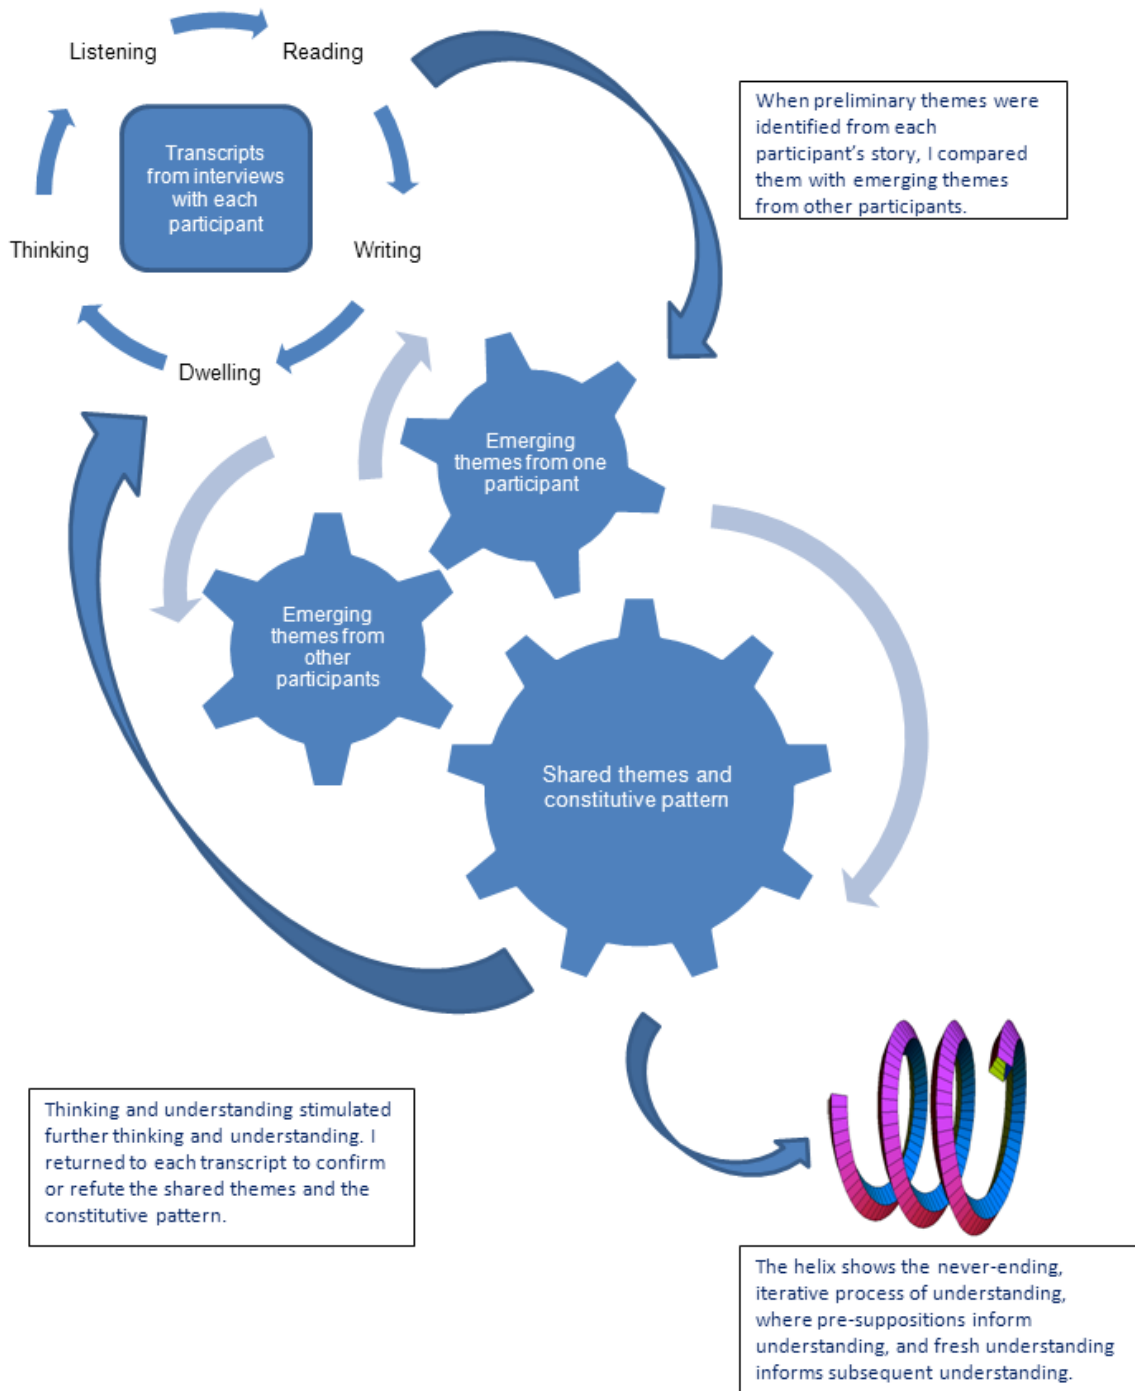 Listening
Reading
Transcripts
from interviews
with each
participant
Thinking
Writing
Dwelling
When preliminary themes were
identified from each
participant's story, I compared
them with emerging themes
from other participants.
Emerging
themes from one
participant
Emerging
themes from
other
participants
Shared themes and
constitutive pattern
Thinking and understanding stimulated
further thinking and understanding. I
returned to each transcript to confirm
or refute the shared themes and the
constitutive pattern.
The helix shows the never-ending,
iterative process of understanding,
where pre-suppositions inform
understanding, and fresh understanding
informs subsequent understanding.